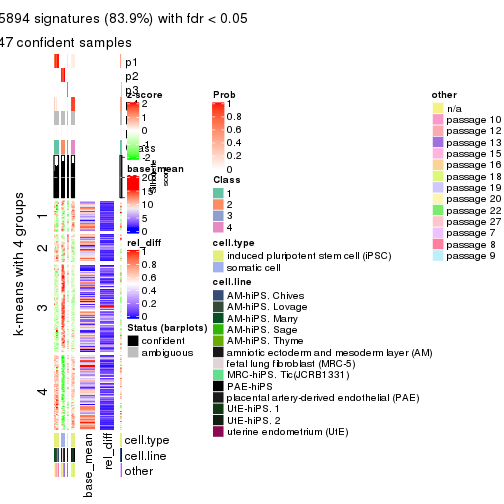 5894 signatures (83.9%) with fdr < 0.05
47 confident samples
p1
p2
p3
z-score
2
1
0
-1
-2
base_mean
15
10
5
0
rel_diff
1
0.8
0.6
0.4
0.2
0
Status (barplots)
confident
ambiguous
k-means with 4 groups
1
2
3
4
base_mean
rel_diff
cell.type
cell.line
other
Prob
1
0.8
0.6
0.4
0.2
0
Class
1
2
3
4
cell.type
induced pluripotent stem cell (iPSC)
somatic cell
cell.line
AM-hiPS. Chives
AM-hiPS. Lovage
AM-hiPS. Many
AM-hiPS. Sage
AM-hiPS. Thyme
amniotic ectoderm and mesoderm layer (AM)
fetal lung fibroblast (MRC-5)
MRC-hiPS. Tic(JCRB1331)
PAE-hiPS
placental artery-derived endothelial (PAE)
UtE-hiPS. 1
UtE-hiPS. 2
uterine endometrium (UtE)
other
n/a
passage 10
passage 12
passage 13
passage 15
passage 16
passage 18
passage 19
passage 20
passage 22
passage 27
passage 7
passage 8
passage 9